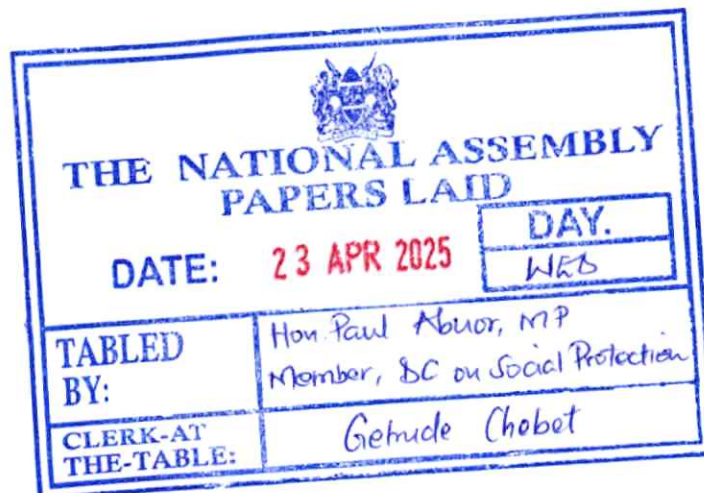 THE NATIONAL ASSEMBLY
PAPERS LAID
DATE: 23 APR 2025
DAY.
WED
TABLED
BY:
Hon. Paul Abuor, MP
Member, DC on Social Protection
CLERK-AT
THE-TABLE:
Getrude Chebet